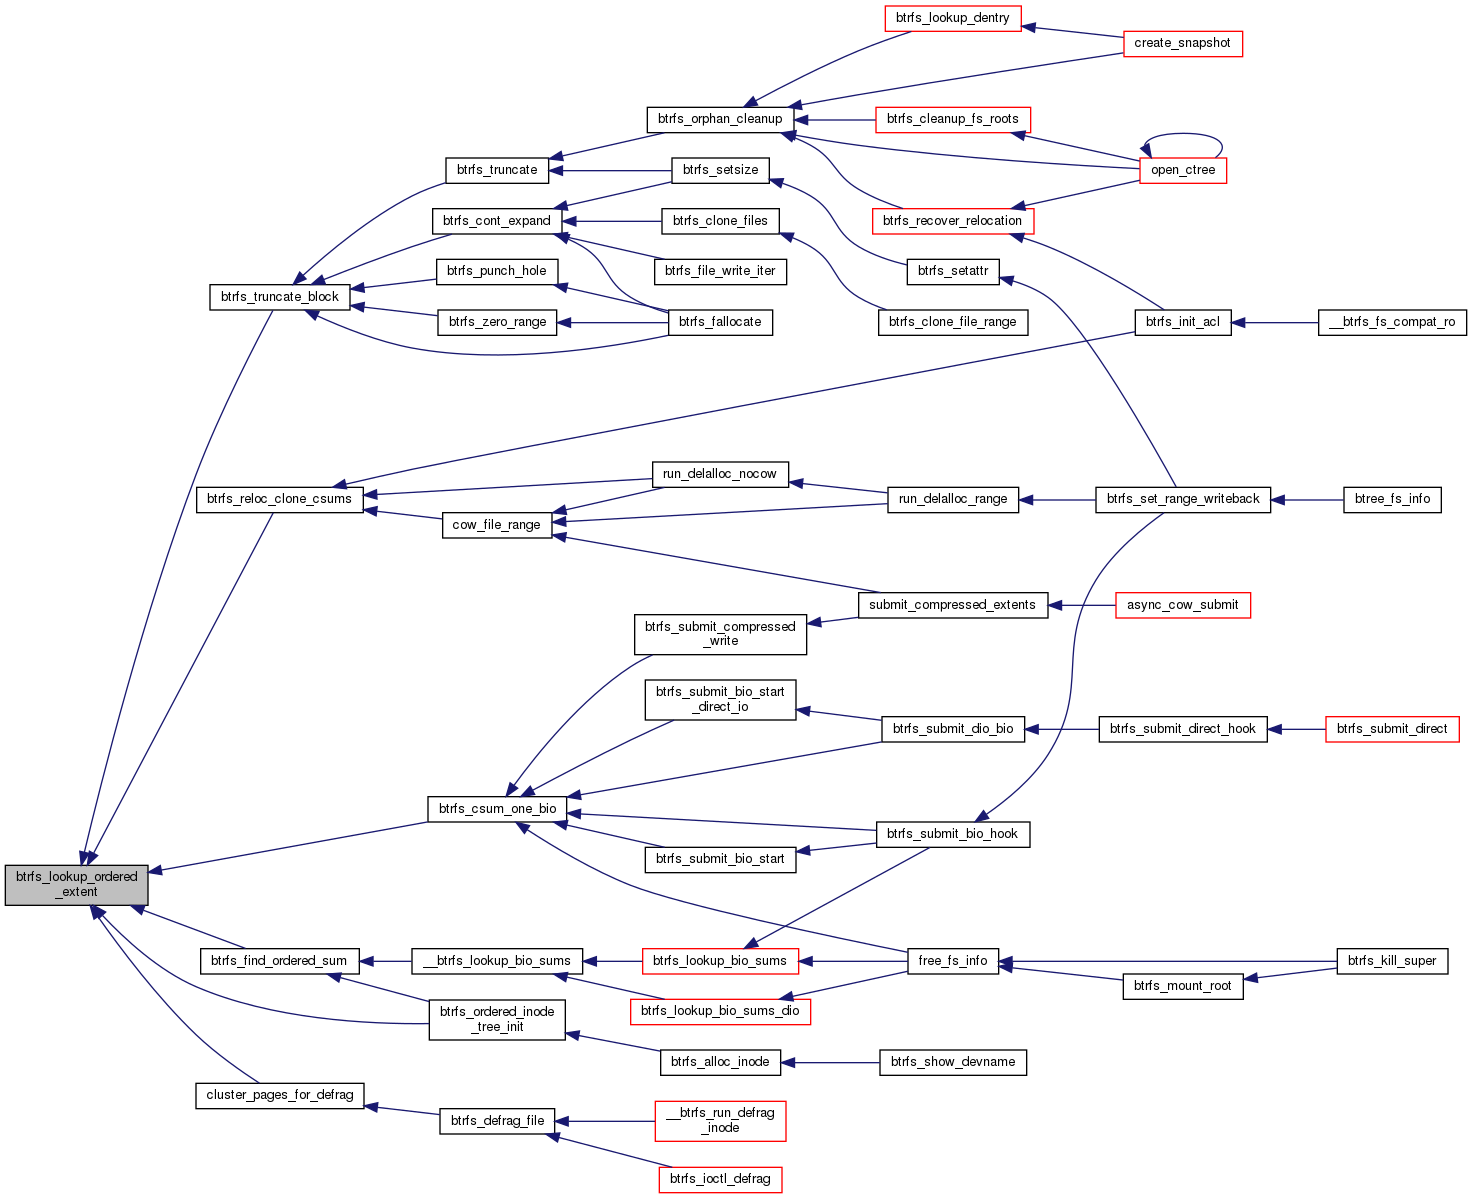 btrfs_lookup_dentry
create_snapshot
btrfs_orphan_cleanup
btrfs_cleanup_fs_roots
btrfs_truncate
btrfs_setsize
open_ctree
btrfs_cont_expand
btrfs_clone_files
btrfs_recover_relocation
btrfs_punch_hole
btrfs_file_write_iter
btrfs_setattr
btrfs_truncate_block
btrfs_zero_range
btrfs_fallocate
btrfs_clone_file_range
btrfs_init_acl
__btrfs_fs_compat_ro
run_delalloc_nocow
btrfs_reloc_clone_csums
run_delalloc_range
btrfs_set_range_writeback
btree_fs_info
cow_file_range
submit_compressed_extents
async_cow_submit
btrfs_submit_compressed
_write
btrfs_submit_bio_start
_direct_io
btrfs_submit_dio_bio
btrfs_submit_direct_hook
btrfs_submit_direct
btrfs_csum_one_bio
btrfs_submit_bio_hook
btrfs_submit_bio_start
btrfs_lookup_ordered
_extent
btrfs_find_ordered_sum
__btrfs_lookup_bio_sums
btrfs_lookup_bio_sums
free_fs_info
btrfs_kill_super
btrfs_mount_root
btrfs_lookup_bio_sums_dio
btrfs_ordered_inode
_tree_init
btrfs_alloc_inode
btrfs_show_devname
cluster_pages_for_defrag
btrfs_defrag_file
__btrfs_run_defrag
_inode
btrfs_ioctl_defrag